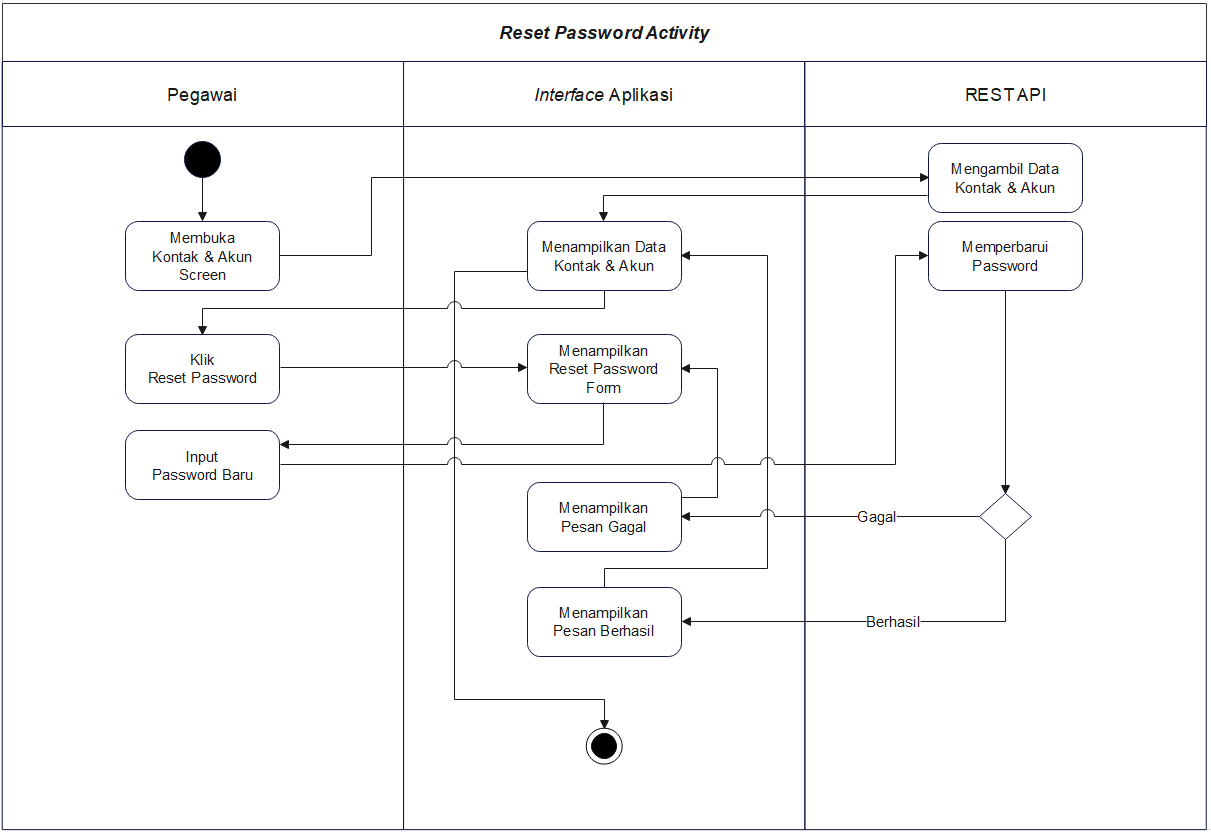 Reset Password Activity
Pegawai
Interface Aplikasi
REST API
Mengambil Data
Kontak & Akun
Membuka
Kontak & Akun
Screen
Menampilkan Data
Kontak & Akun
Memperbarui
Password
Klik
Reset Password
Menampilkan
Reset Password
Form
Input
Password Baru
Menampilkan
Pesan Gagal
Gagal
Menampilkan
Pesan Berhasil
Berhasil